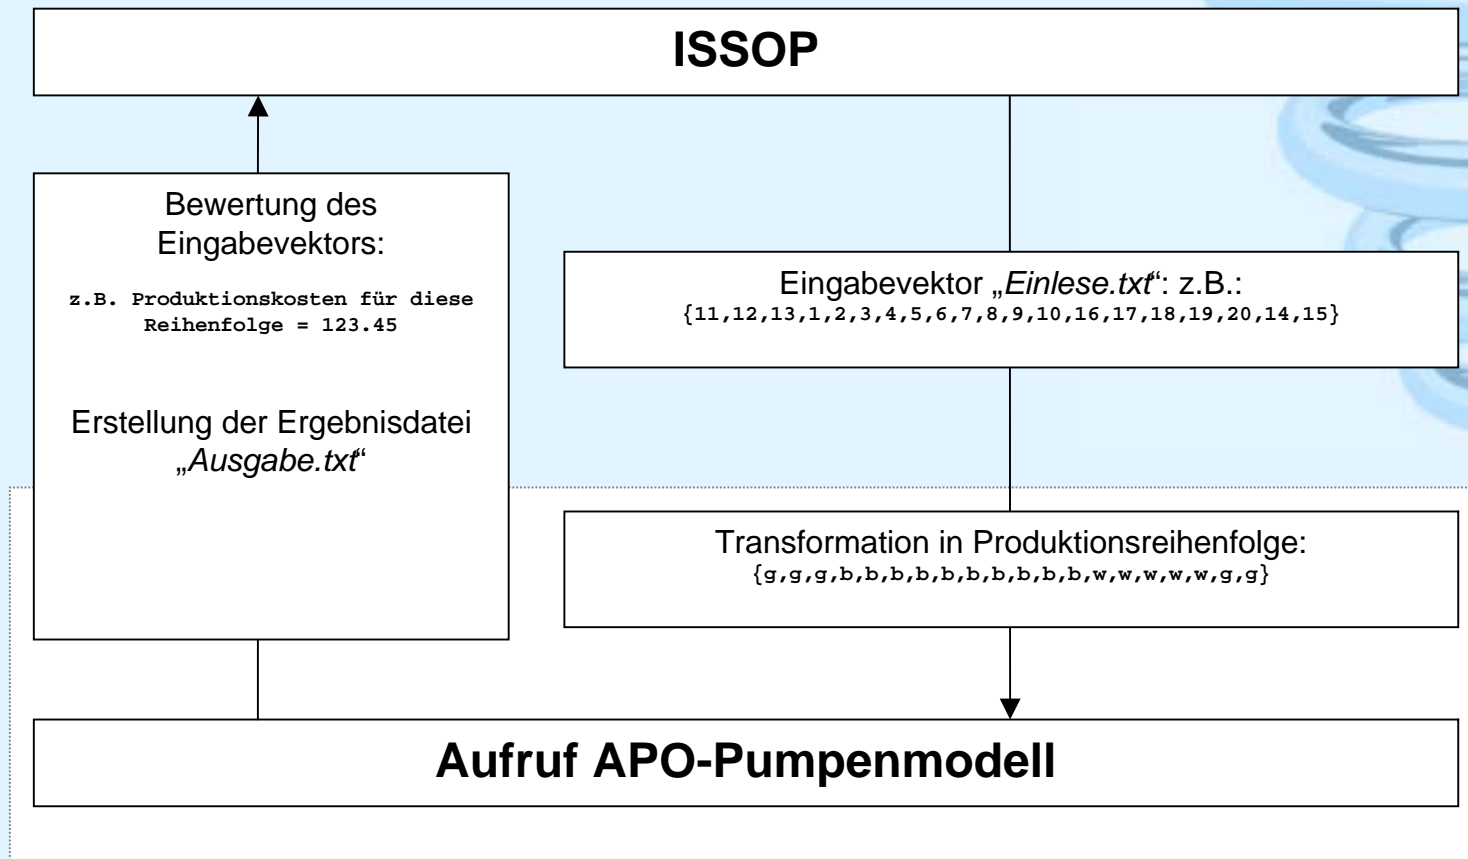 ISSOP
Bewertung des
Eingabevektors:
z.B. Produktionskosten für diese
Reihenfolge = 123.45
Erstellung der Ergebnisdatei
„Ausgabe.txt“
Eingabevektor „Einlese.txt“: z.B.:
{11,12,13,1,2,3,4,5,6,7,8,9,10,16,17,18,19,20,14,15}
Transformation in Produktionsreihenfolge:
{g,g,g,b,b,b,b,b,b,b,b,b,b,w,w,w,w,w,g,g}
Aufruf APO-Pumpenmodell